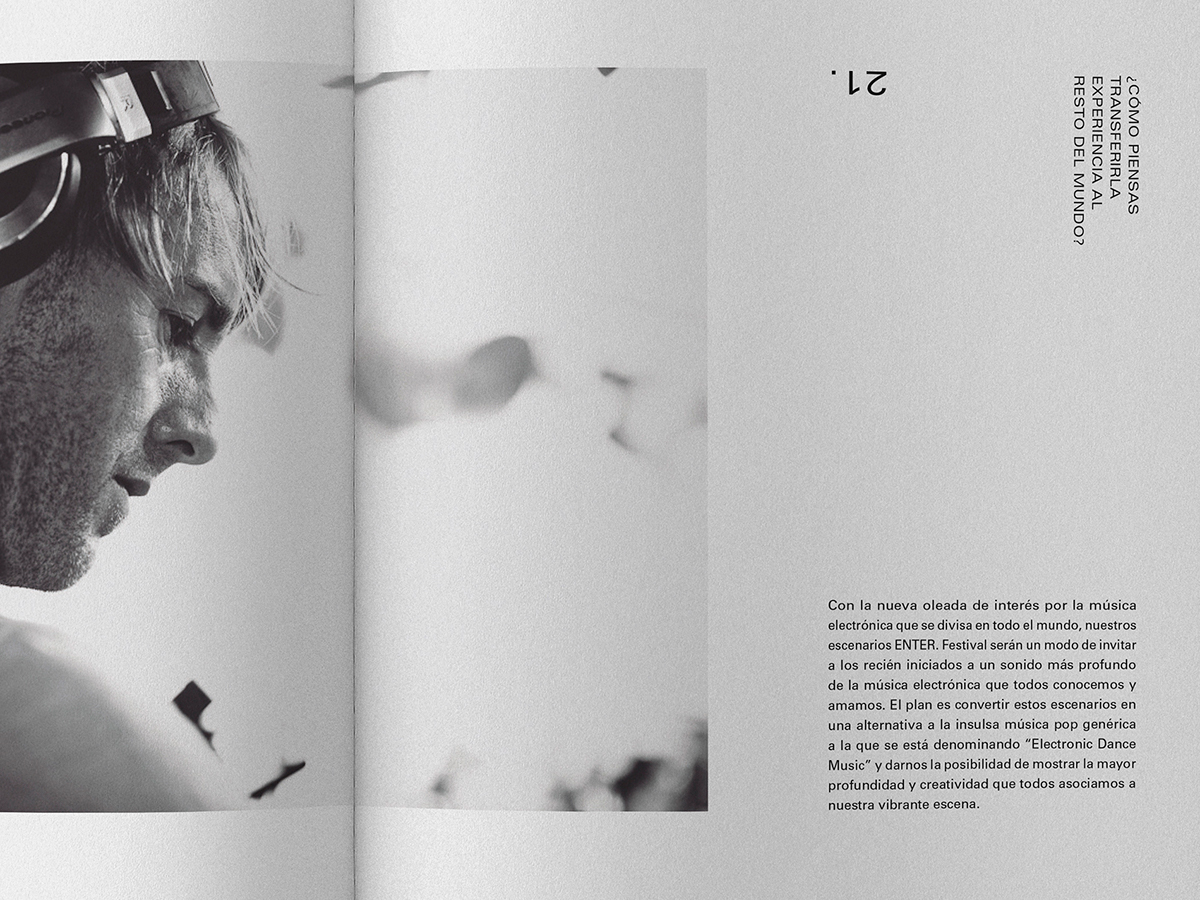 21.
¿CÓMO PIENSAS
TRANSFERIRLA
EXPERIENCIA AL
RESTO DEL MUNDO?
Con la nueva oleada de interés por la música
electrónica que se divisa en todo el mundo, nuestros
escenarios ENTER. Festival serán un modo de invitar
a los recién iniciados a un sonido más profundo
de la música electrónica que todos conocemos y
amamos. El plan es convertir estos escenarios en
una alternativa a la insulsa música pop genérica
a la que se está denominando “Electronic Dance
Music” y darnos la posibilidad de mostrar la mayor
profundidad y creatividad que todos asociamos a
nuestra vibrante escena.